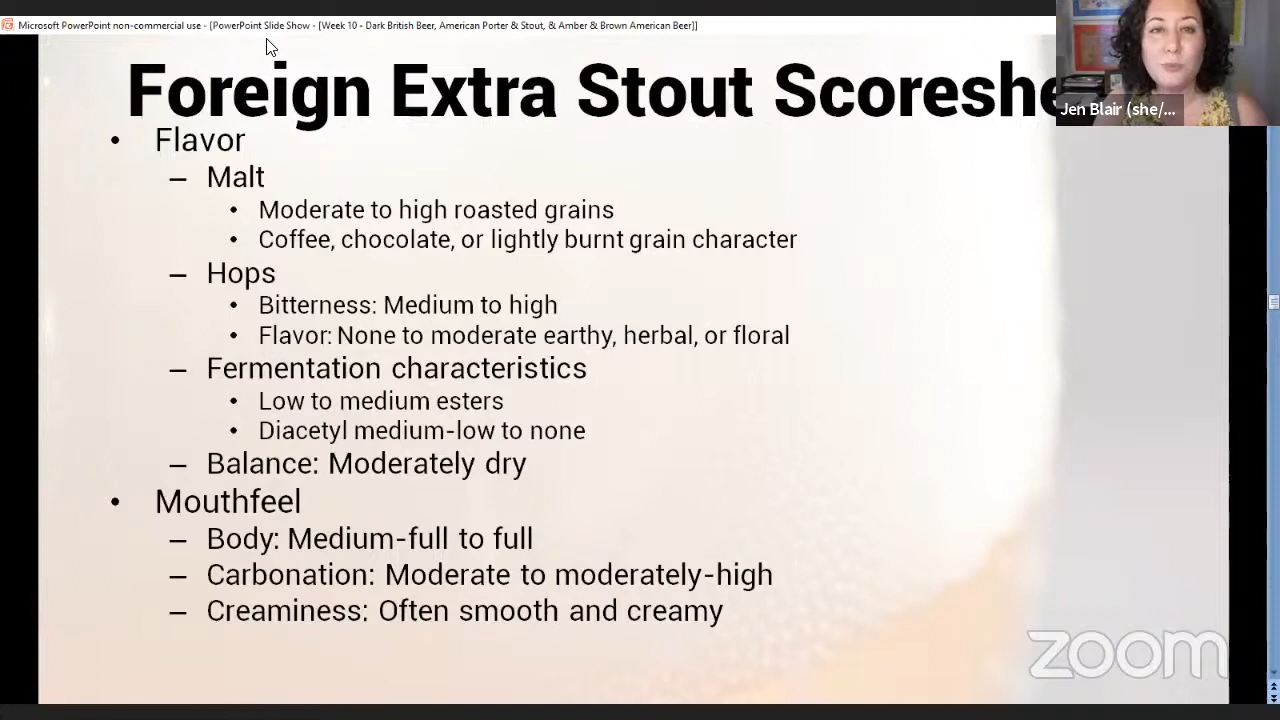 Microsoft PowerPoint non-commercial use - [PowerPoint Slide Show - [Week 10 - Dark British Beer, American Porter & Stout, & Amber & Brown American Beer]]
Foreign Extra Stout Scoreshe
Jen Blair (she/...
• Flavor
– Malt
• Moderate to high roasted grains
• Coffee, chocolate, or lightly burnt grain character
– Hops
• Bitterness: Medium to high
• Flavor: None to moderate earthy, herbal, or floral
– Fermentation characteristics
• Low to medium esters
• Diacetyl medium-low to none
– Balance: Moderately dry
• Mouthfeel
– Body: Medium-full to full
– Carbonation: Moderate to moderately-high
– Creaminess: Often smooth and creamy
zoom